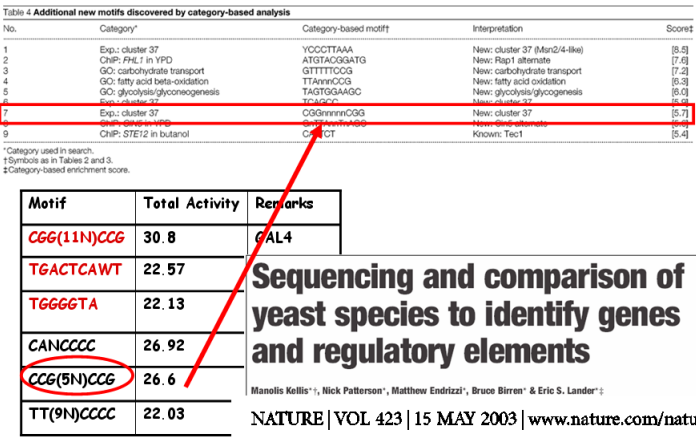 Table 4 Additional new motifs discovered by category-based analysis
No. Category* Category-based motif† Interpretation Score‡
1 Exp.: cluster 37 YCCCTTAAA New: cluster 37 (Msn2/4-like) [8.5]
2 ChIP: FHL1 in YPD ATGTACGGATG New: Rap1 alternate [7.6]
3 GO: carbohydrate transport GTTTTTCCG New: carbohydrate transport [7.2]
4 GO: fatty acid beta-oxidation TTAnnnCCG New: fatty acid beta-oxidation [6.3]
5 GO: glycolysis/glyconeogenesis TAGTGGAAGC New: glycolysis/glyconeogenesis [6.0]
6 Exp.: cluster 37 TCAGCC New: cluster 37 [5.9]
7 Exp.: cluster 37 CGGnnnnnCGG New: cluster 37 [5.7]
8 in YPD New: alternate
9 ChIP: STE12 in butanol Known: Tec1 [5.4]
*Category used in search.
†Symbols as in Tables 2 and 3.
‡Category-based enrichment score.
Motif Total Activity Remarks
CGG(11N)CCG 30.8 GAL4
TGACTCAWT 22.57
TGGGGTA 22.13
CANCCCC 26.92
CCG(5N)CCG 26.6
TT(9N)CCCC 22.03
Sequencing and comparison of
yeast species to identify genes
and regulatory elements
Manolis Kellis*†, Nick Patterson*, Matthew Endrizzi*, Bruce Birren* & Eric S. Lander*‡
NATURE | VOL 423 | 15 MAY 2003 | www.nature.com/natu